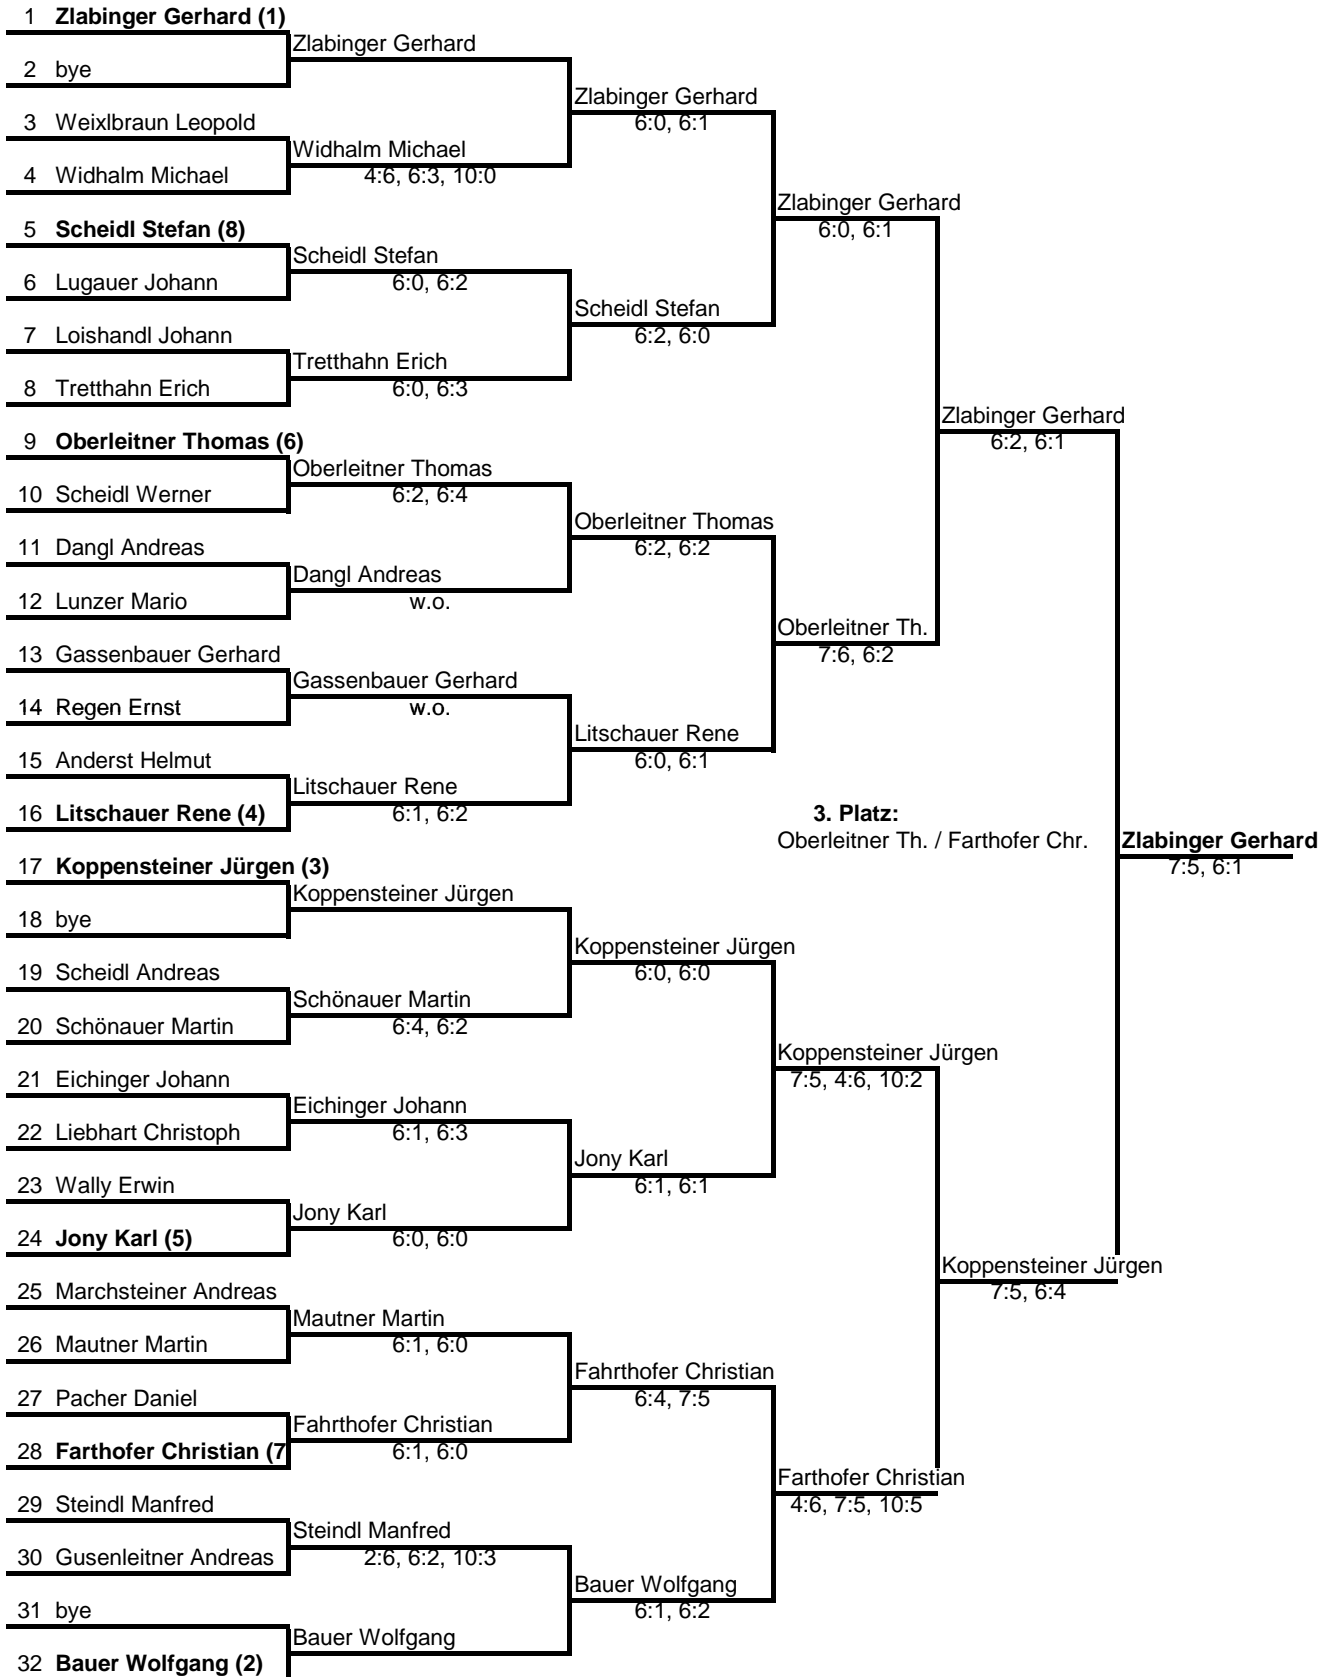 1 Zlabinger Gerhard (1)
Zlabinger Gerhard
2 bye
Zlabinger Gerhard
6:0, 6:1
3 Weixlbraun Leopold
Widhalm Michael
4:6, 6:3, 10:0
4 Widhalm Michael
Zlabinger Gerhard
6:0, 6:1
5 Scheidl Stefan (8)
Scheidl Stefan
6:0, 6:2
6 Lugauer Johann
Scheidl Stefan
6:2, 6:0
7 Loishandl Johann
Tretthahn Erich
6:0, 6:3
8 Tretthahn Erich
Zlabinger Gerhard
6:2, 6:1
9 Oberleitner Thomas (6)
Oberleitner Thomas
6:2, 6:4
10 Scheidl Werner
Oberleitner Thomas
6:2, 6:2
11 Dangl Andreas
Dangl Andreas
w.o.
12 Lunzer Mario
Oberleitner Th.
7:6, 6:2
13 Gassenbauer Gerhard
Gassenbauer Gerhard
w.o.
14 Regen Ernst
Litschauer Rene
6:0, 6:1
15 Anderst Helmut
Litschauer Rene
6:1, 6:2
16 Litschauer Rene (4)
3. Platz:
Oberleitner Th. / Farthofer Chr.
Zlabinger Gerhard
7:5, 6:1
17 Koppensteiner Jürgen (3)
Koppensteiner Jürgen
18 bye
Koppensteiner Jürgen
6:0, 6:0
19 Scheidl Andreas
Schönauer Martin
6:4, 6:2
20 Schönauer Martin
Koppensteiner Jürgen
7:5, 4:6, 10:2
21 Eichinger Johann
Eichinger Johann
6:1, 6:3
22 Liebhart Christoph
Jony Karl
6:1, 6:1
23 Wally Erwin
Jony Karl
6:0, 6:0
24 Jony Karl (5)
Koppensteiner Jürgen
7:5, 6:4
25 Marchsteiner Andreas
Mautner Martin
6:1, 6:0
26 Mautner Martin
Fahrthofer Christian
6:4, 7:5
27 Pacher Daniel
Fahrthofer Christian
6:1, 6:0
28 Farthofer Christian (7
Farthofer Christian
4:6, 7:5, 10:5
29 Steindl Manfred
Steindl Manfred
2:6, 6:2, 10:3
30 Gusenleitner Andreas
Bauer Wolfgang
6:1, 6:2
31 bye
Bauer Wolfgang
32 Bauer Wolfgang (2)